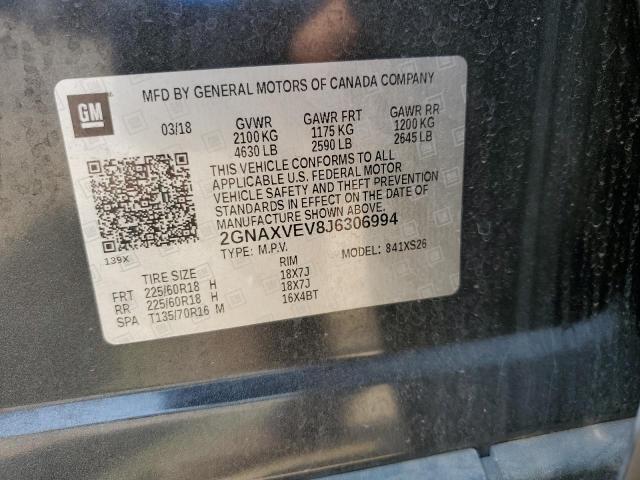 GM
MFD BY GENERAL MOTORS OF CANADA COMPANY
03/18 GVWR GAWR FRT GAWR RR
2100 KG 1175 KG 1200 KG
4630 LB 2590 LB 2645 LB
THIS VEHICLE CONFORMS TO ALL
APPLICABLE U.S. FEDERAL MOTOR
VEHICLE SAFETY AND THEFT PREVENTION
STANDARDS IN EFFECT ON THE DATE OF
MANUFACTURE SHOWN ABOVE.
2GNAXVEV8J6306994
139X TYPE: M.P.V. MODEL: 841XS26
TIRE SIZE RIM
FRT 225/60R18 H 18X7J
RR 225/60R18 H 18X7J
SPA T135/70R16 M 16X4BT